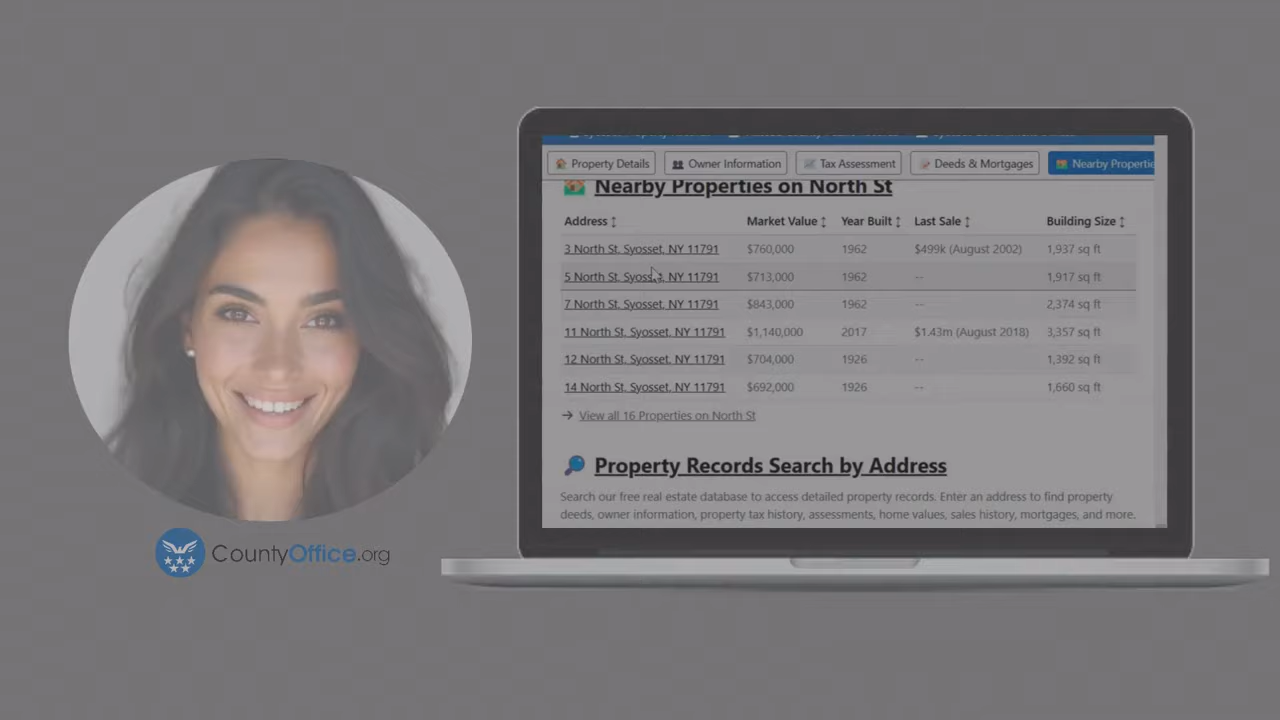 Property Details
Owner Information
Tax Assessment
Deeds & Mortgages
Nearby
Nearby Properties on North St
Address Market Value Year Built Last Sale Building Size
3 North St, Syosset, NY 11791 $760,000 1962 $499k (August 2002) 1,937 sq ft
5 North St, Syosset, NY 11791 $713,000 1962 -- 1,917 sq ft
7 North St, Syosset, NY 11791 $843,000 1962 -- 2,374 sq ft
11 North St, Syosset, NY 11791 $1,140,000 2017 $1.43m (August 2018) 3,357 sq ft
12 North St, Syosset, NY 11791 $704,000 1926 -- 1,392 sq ft
14 North St, Syosset, NY 11791 $692,000 1926 -- 1,660 sq ft
View all 16 Properties on North St
Property Records Search by Address
Search our free real estate database to access detailed property records. Enter an address to find property
deeds, owner information, property tax history, assessments, home values, sales history, mortgages, and more.
CountyOffice.org